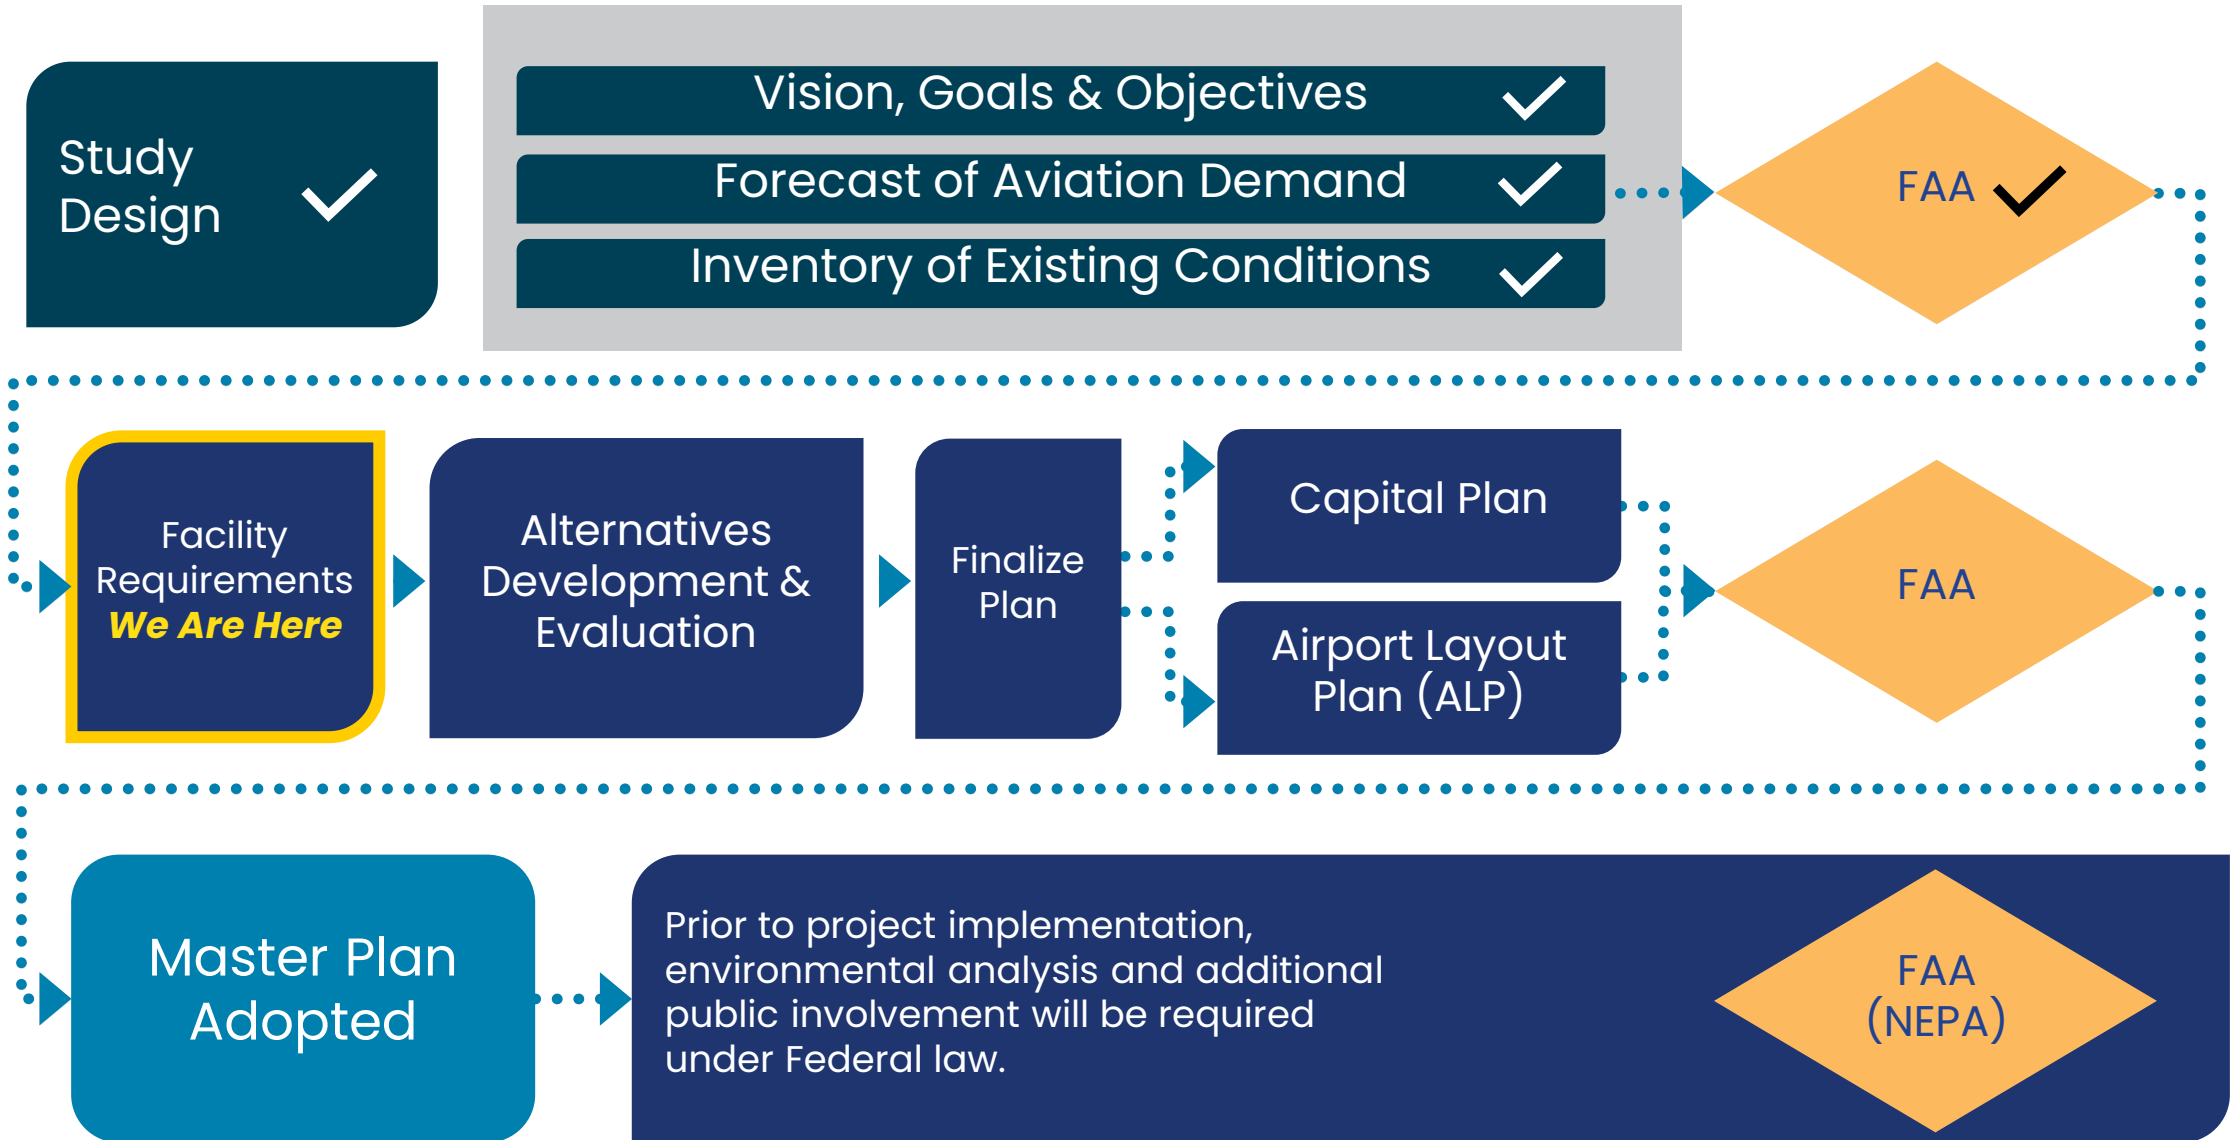 Study
Design
Vision, Goals & Objectives
Forecast of Aviation Demand
Inventory of Existing Conditions
FAA
Facility
Requirements
We Are Here
Alternatives
Development &
Evaluation
Finalize
Plan
Capital Plan
Airport Layout
Plan (ALP)
FAA
Master Plan
Adopted
Prior to project implementation,
environmental analysis and additional
public involvement will be required
under Federal law.
FAA
(NEPA)